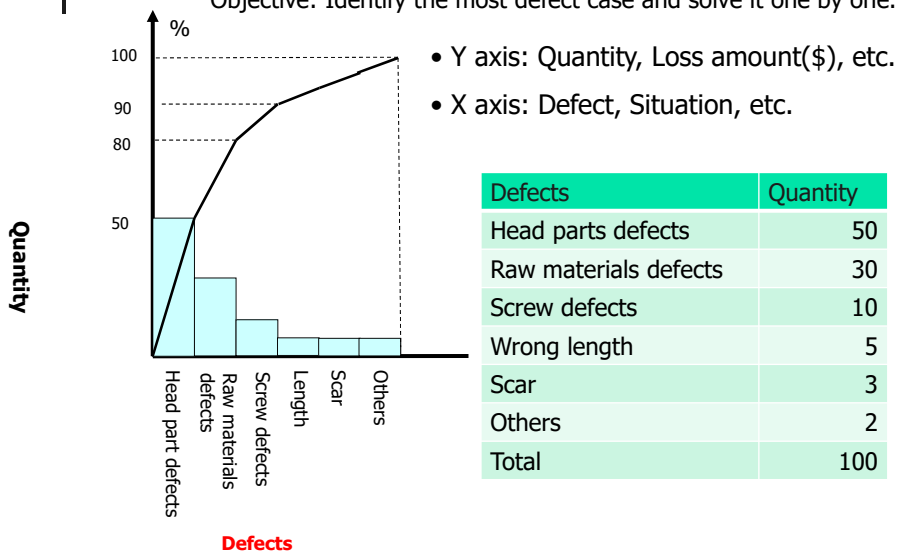 Objective: Identify the most defect case and solve it one by one.
%
100
90
80
50
Quantity
• Y axis: Quantity, Loss amount($), etc.
• X axis: Defect, Situation, etc.
Defects Quantity
Head parts defects 50
Raw materials defects 30
Screw defects 10
Wrong length 5
Scar 3
Others 2
Total 100
Head part defects
Raw materials
defects
Screw defects
Length
Scar
Others
Defects